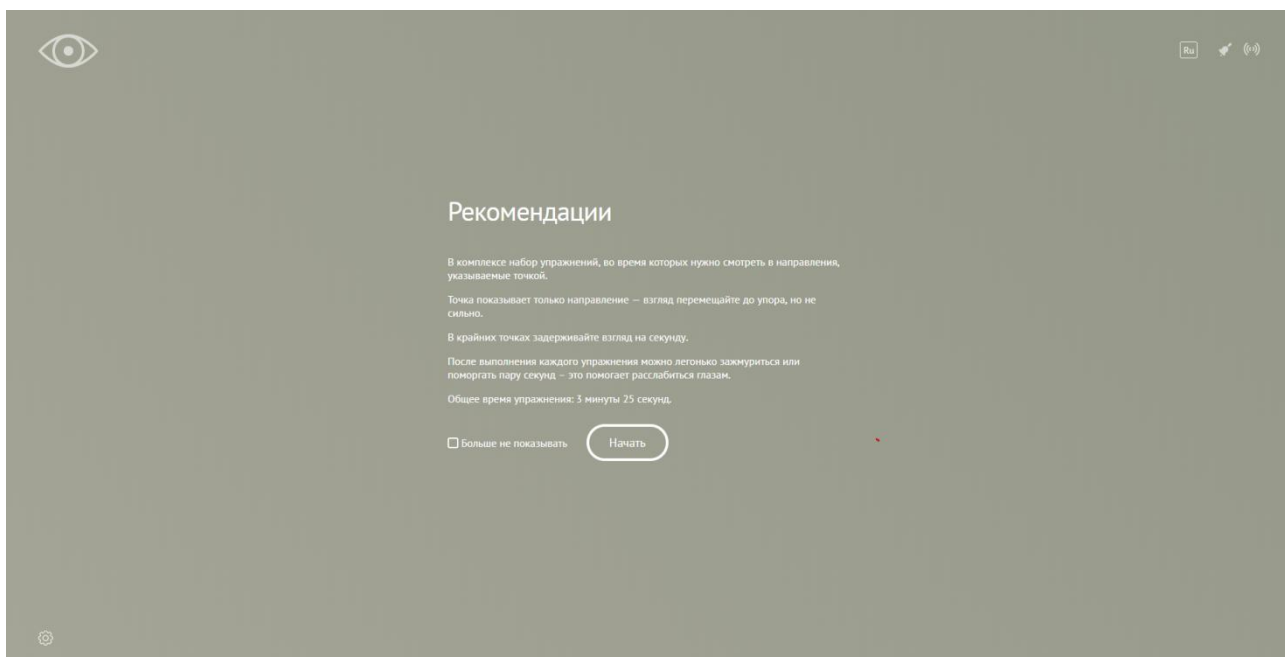 Ru
Рекомендации
В комплексе набор упражнений, во время которых нужно смотреть в направления,
указываемые точкой.
Точка показывает только направление — взгляд перемещайте до упора, но не
сильно.
В крайних точках задерживайте взгляд на секунду.
После выполнения каждого упражнения можно легонько зажмуриться или
поморгать пару секунд – это помогает расслабиться глазам.
Общее время упражнения: 3 минуты 25 секунд.
Больше не показывать
Начать